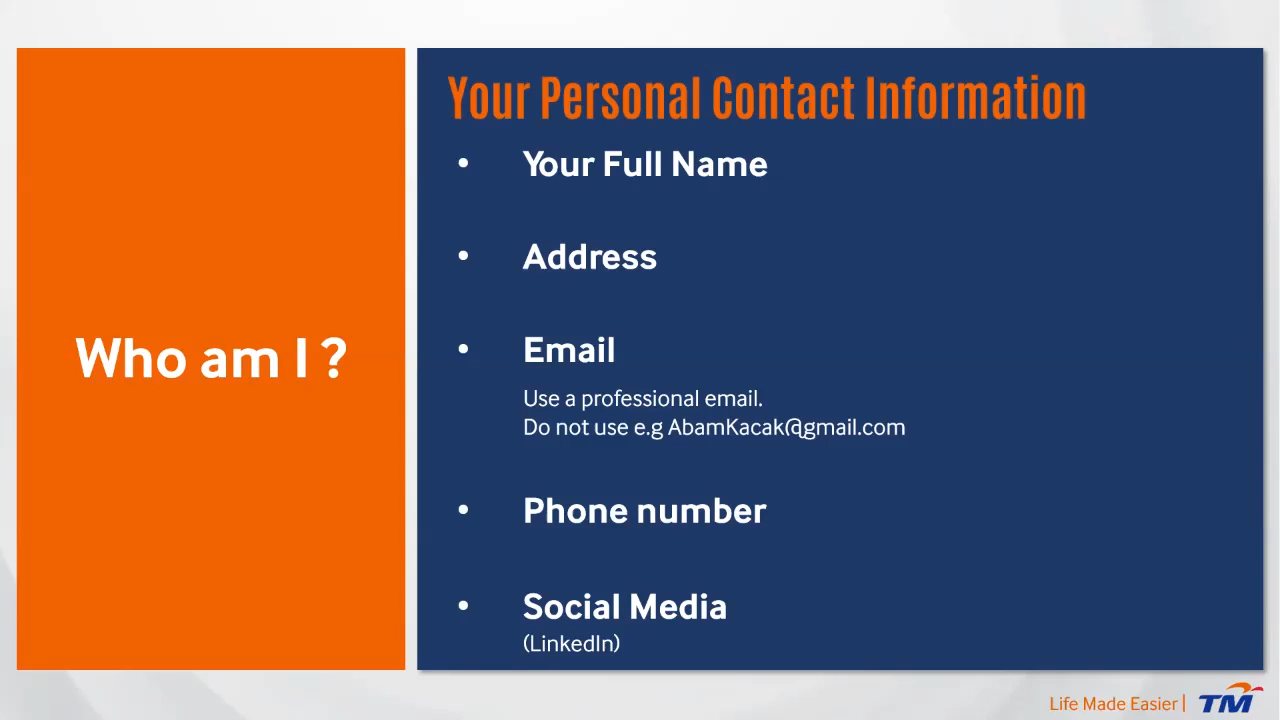 Who am I ?
Your Personal Contact Information
• Your Full Name
• Address
• Email
Use a professional email.
Do not use e.g AbamKacak@gmail.com
• Phone number
• Social Media
(LinkedIn)
Life Made Easier | TM